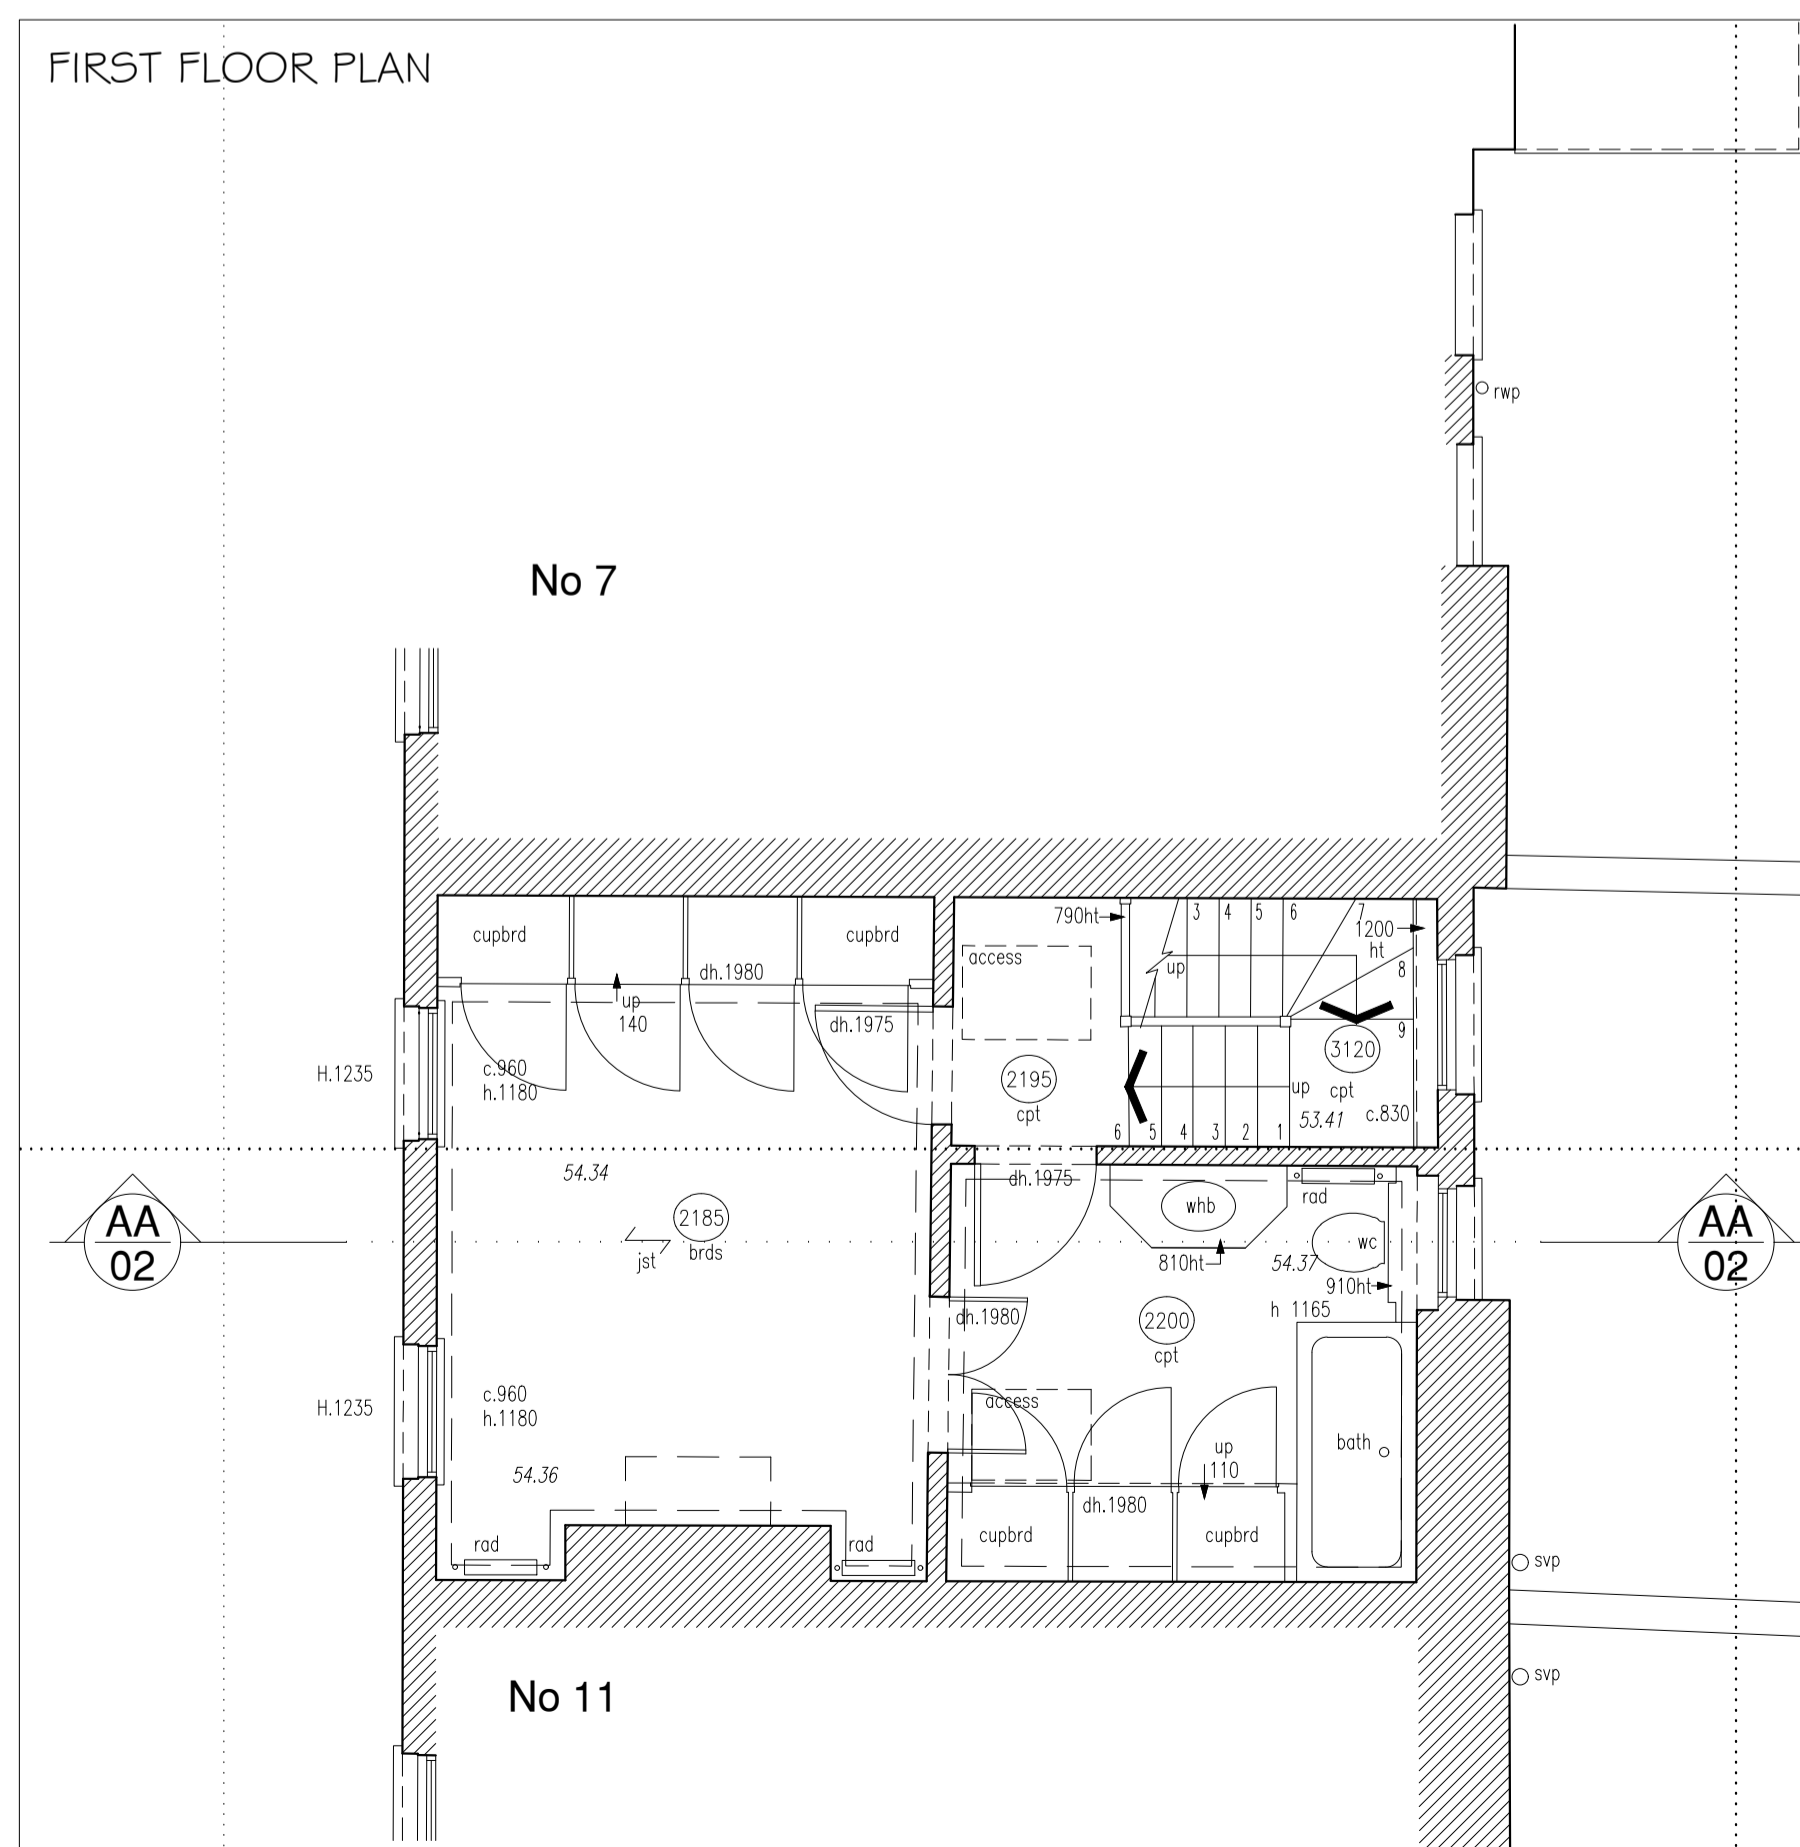 FIRST FLOOR PLAN
rwp
No 7
cupbrd
cupbrd
dh.1980
up
140
dh.1975
H.1235
c.960
h.1180
790ht
access
up
3
4
5
6
7
1200
ht
8
9
3120
cpt
53.41
c.830
2195
cpt
up
6
5
4
3
2
1
54.34
2185
brds
jst
AA
02
AA
02
dh.1975
whb
rad
wc
810ht
54.37
910ht
h 1165
dh.1980
2200
cpt
H.1235
c.960
h.1180
access
54.36
up
110
bath
dh.1980
cupbrd
cupbrd
rad
rad
svp
svp
No 11